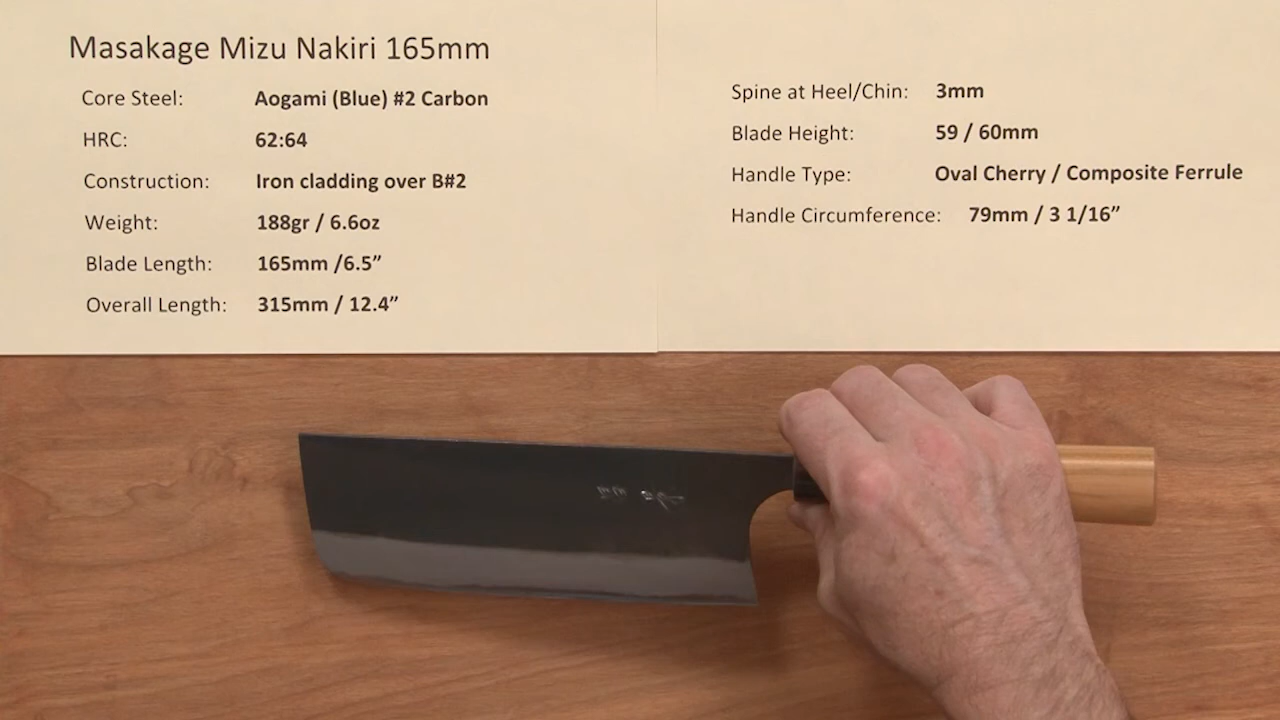 Masakage Mizu Nakiri 165mm
Core Steel: Aogami (Blue) #2 Carbon
HRC: 62:64
Construction: Iron cladding over B#2
Weight: 188gr / 6.6oz
Blade Length: 165mm /6.5”
Overall Length: 315mm / 12.4”
Spine at Heel/Chin: 3mm
Blade Height: 59 / 60mm
Handle Type: Oval Cherry / Composite Ferrule
Handle Circumference: 79mm / 3 1/16”